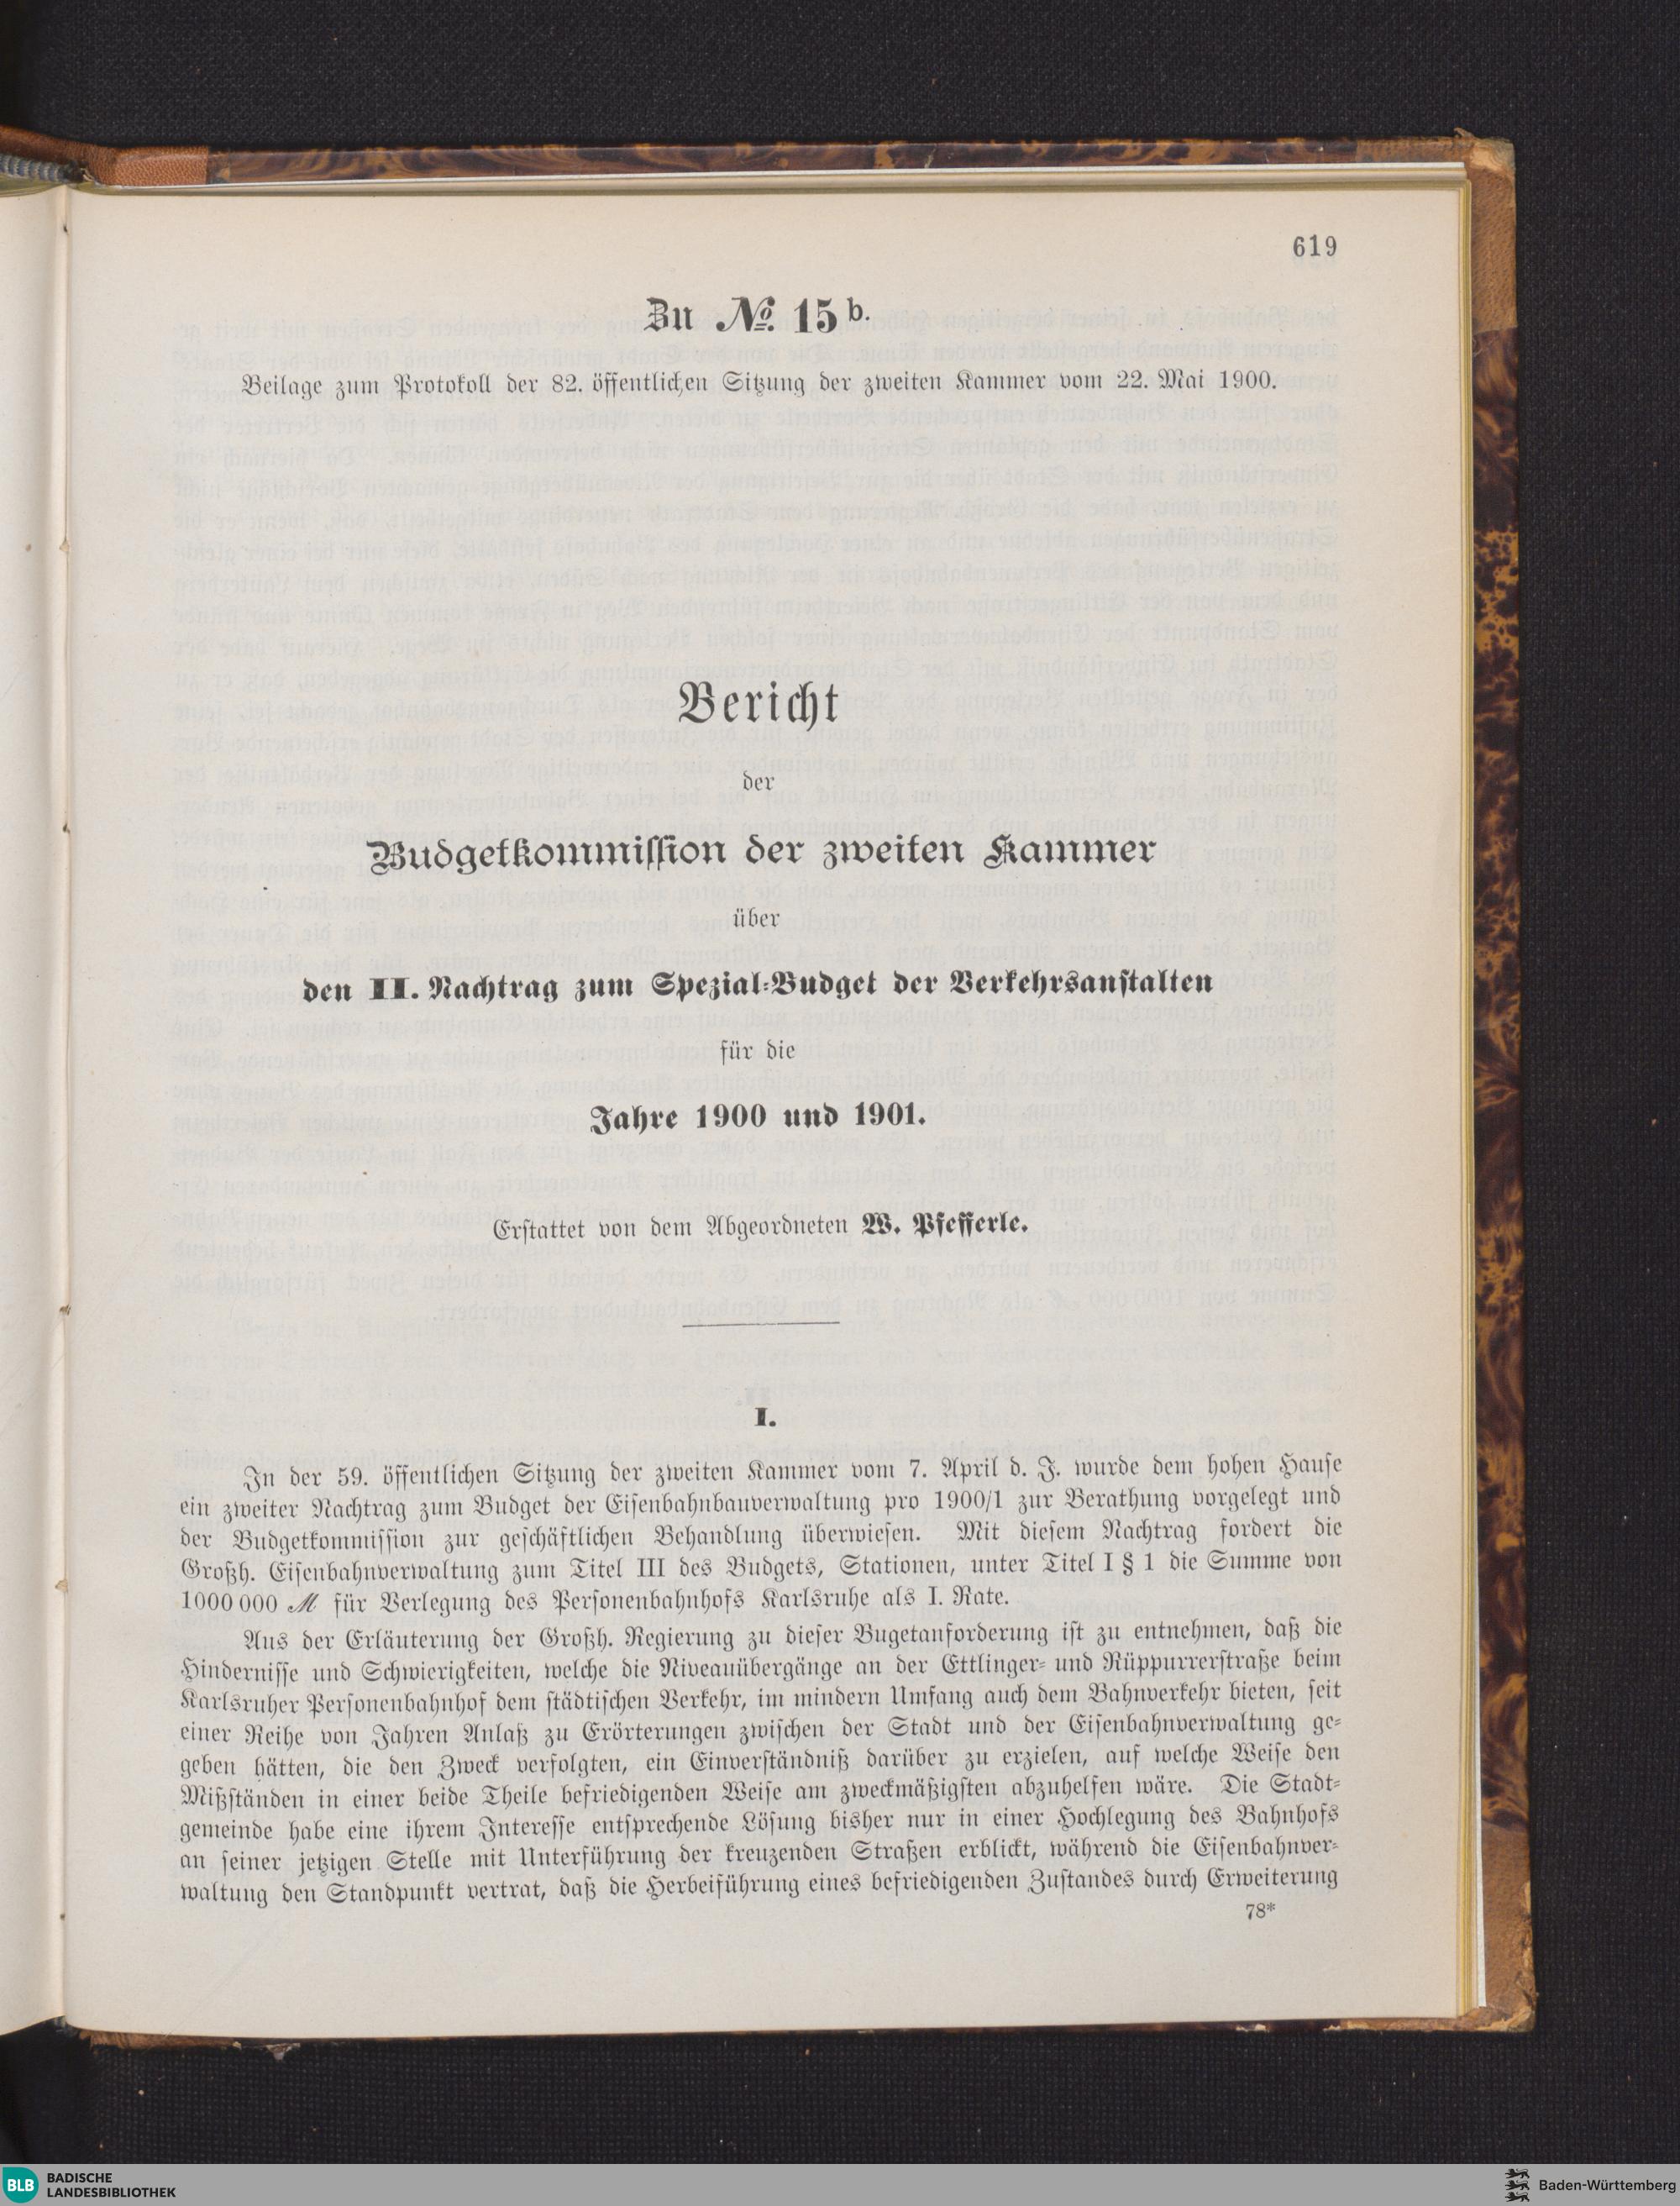 619
Zu No. 15 b.
Beilage zum Protokoll der 82. öffentlichen Sitzung der zweiten Kammer vom 22. Mai 1900.
Bericht
der
Budgetkommission der zweiten Kammer
über
den II. Nachtrag zum Spezial-Budget der Verkehrsanstalten
für die
Jahre 1900 und 1901.
Erstattet von dem Abgeordneten W. Pfefferle.
I.
In der 59. öffentlichen Sitzung der zweiten Kammer vom 7. April d. J. wurde dem hohen Hause
ein zweiter Nachtrag zum Budget der Eisenbahnbauverwaltung pro 1900/1 zur Berathung vorgelegt und
der Budgetkommission zur geschäftlichen Behandlung überwiesen. Mit diesem Nachtrag fordert die
Großh. Eisenbahnverwaltung zum Titel III des Budgets, Stationen, unter Titel I § 1 die Summe von
1000 000 M für Verlegung des Personenbahnhofs Karlsruhe als I. Rate.
Aus der Erläuterung der Großh. Regierung zu dieser Bugetanforderung ist zu entnehmen, daß die
Hindernisse und Schwierigkeiten, welche die Niveauübergänge an der Ettlinger- und Rüppurrerstraße beim
Karlsruher Personenbahnhof dem städtischen Verkehr, im mindern Umfang auch dem Bahnverkehr bieten, seit
einer Reihe von Jahren Anlaß zu Erörterungen zwischen der Stadt und der Eisenbahnverwaltung ge-
geben hätten, die den Zweck verfolgten, ein Einverständniß darüber zu erzielen, auf welche Weise den
Mißständen in einer beide Theile befriedigenden Weise am zweckmäßigsten abzuhelfen wäre. Die Stadt-
gemeinde habe eine ihrem Interesse entsprechende Lösung bisher nur in einer Hochlegung des Bahnhofs
an seiner jetzigen Stelle mit Unterführung der kreuzenden Straßen erblickt, während die Eisenbahnver-
waltung den Standpunkt vertrat, daß die Herbeiführung eines befriedigenden Zustandes durch Erweiterung
78*
BLB BADISCHE
LANDESBIBLIOTHEK
Baden-Württemberg